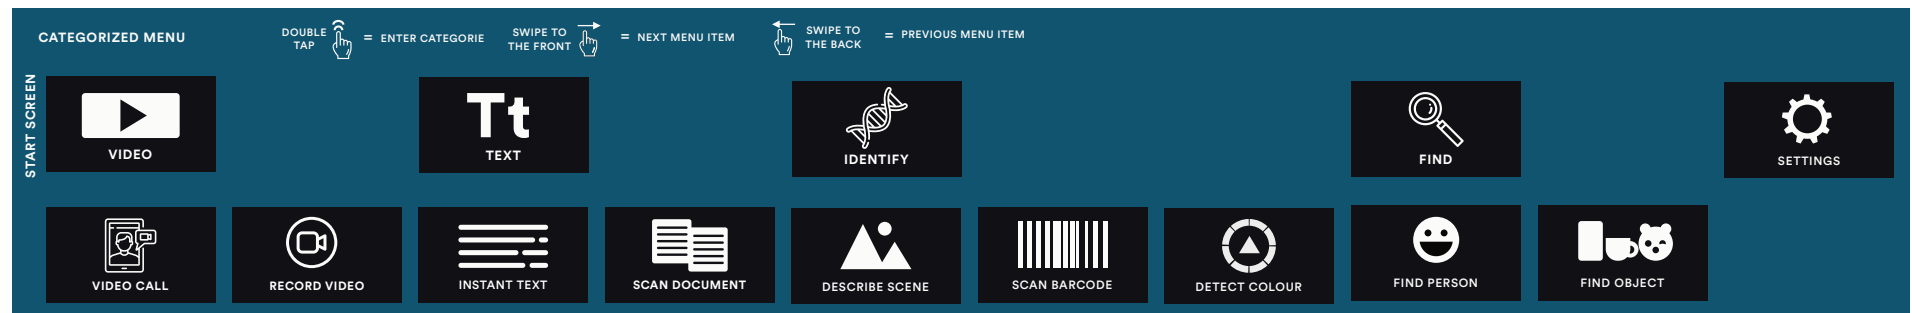 CATEGORIZED MENU
DOUBLE
TAP
= ENTER CATEGORIE
SWIPE TO
THE FRONT
= NEXT MENU ITEM
SWIPE TO
THE BACK
= PREVIOUS MENU ITEM
START SCREEN
VIDEO
Tt
TEXT
IDENTIFY
FIND
SETTINGS
VIDEO CALL
RECORD VIDEO
INSTANT TEXT
SCAN DOCUMENT
DESCRIBE SCENE
SCAN BARCODE
DETECT COLOUR
FIND PERSON
FIND OBJECT